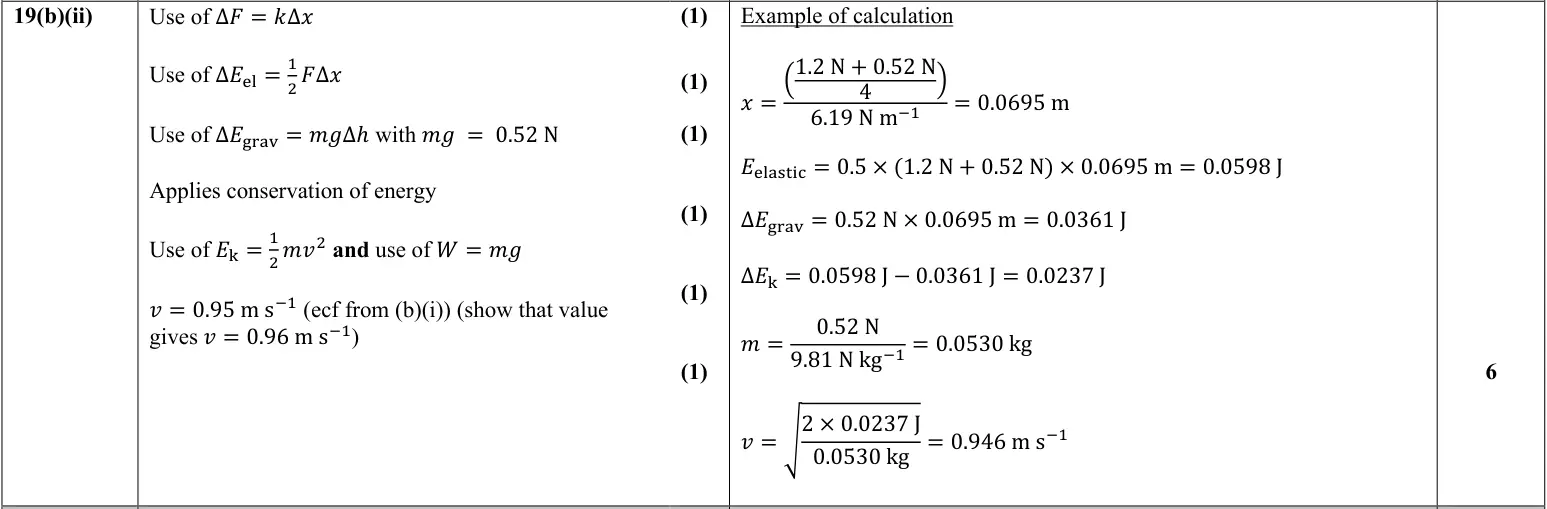 19(b)(ii)
Use of ΔF = kΔx (1)
Use of ΔE_el = 1/2 FΔx (1)
Use of ΔE_grav = mgΔh with mg = 0.52 N (1)
Applies conservation of energy (1)
Use of E_k = 1/2 mv² and use of W = mg (1)
v = 0.95 m s⁻¹ (ecf from (b)(i)) (show that value
gives v = 0.96 m s⁻¹) (1)
Example of calculation
x = ((1.2 N + 0.52 N)/4) / (6.19 N m⁻¹) = 0.0695 m
E_elastic = 0.5 × (1.2 N + 0.52 N) × 0.0695 m = 0.0598 J
ΔE_grav = 0.52 N × 0.0695 m = 0.0361 J
ΔE_k = 0.0598 J − 0.0361 J = 0.0237 J
m = 0.52 N / 9.81 N kg⁻¹ = 0.0530 kg
v = √(2 × 0.0237 J / 0.0530 kg) = 0.946 m s⁻¹
6